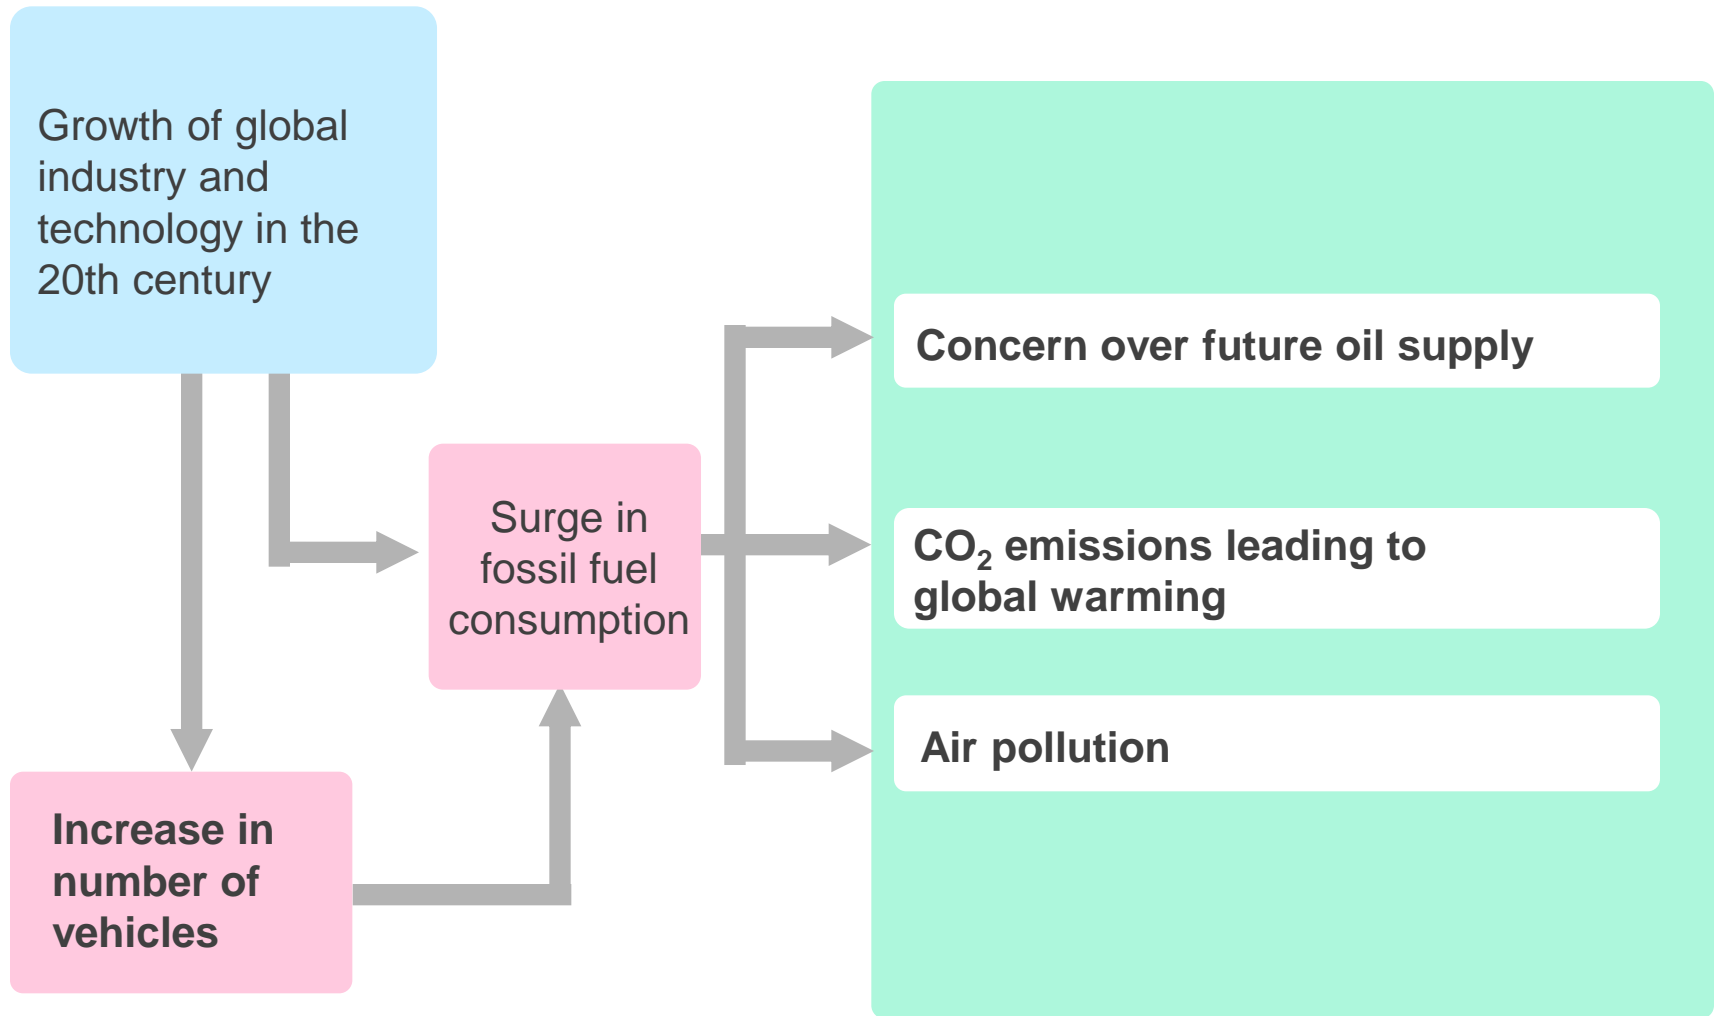 Growth of global
industry and
technology in the
20th century
Concern over future oil supply
Surge in
fossil fuel
consumption
CO₂ emissions leading to
global warming
Air pollution
Increase in
number of
vehicles